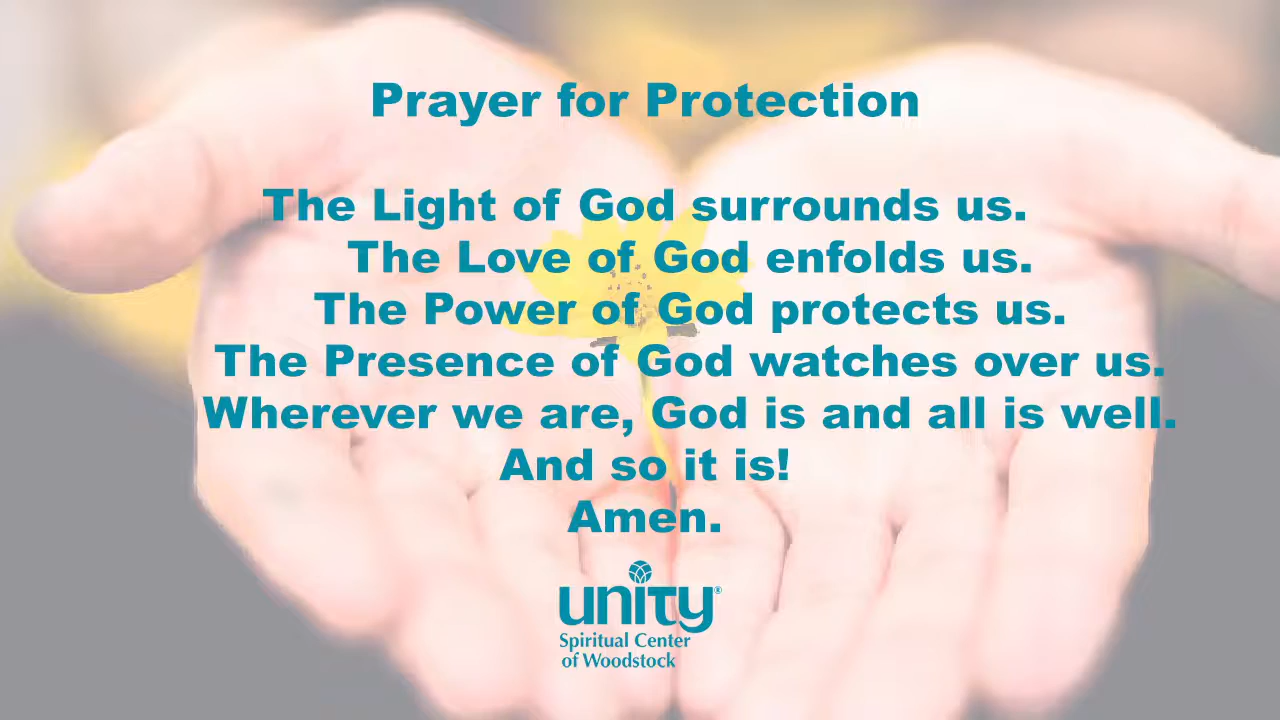 Prayer for Protection
The Light of God surrounds us.
The Love of God enfolds us.
The Power of God protects us.
The Presence of God watches over us.
Wherever we are, God is and all is well.
And so it is!
Amen.
unity®
Spiritual Center
of Woodstock